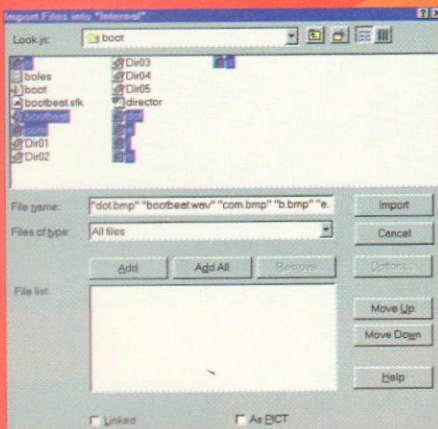 Import Files into "Internal"
Look in: boot
boles
boot
bootbeat.sfk
bootbeat
com
Dir01
Dir02
Dir03
Dir04
Dir05
director
dot
File name: "dot.bmp" "bootbeat.wav" "com.bmp" "b.bmp" "e.
Import
Files of type: All files
Cancel
Add
Add All
Remove
Options...
File list:
Move Up
Move Down
Help
Linked
As PICT